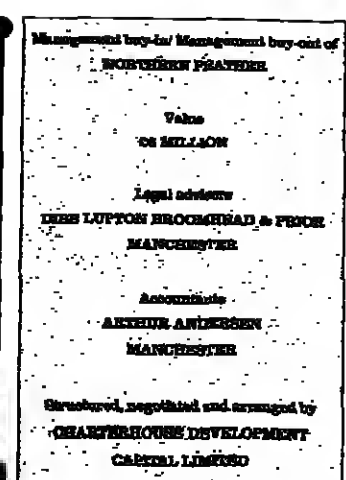 Management buy-in/ Management buy-out of
NORTHERN FEATHER
Value
MILLION
Legal advisers
DIBB LUPTON BROOMHEAD & PRIOR
MANCHESTER
Accountants
ARTHUR ANDERSEN
MANCHESTER
Structured, negotiated and arranged by
CHARTERHOUSE DEVELOPMENT
CAPITAL LIMITED